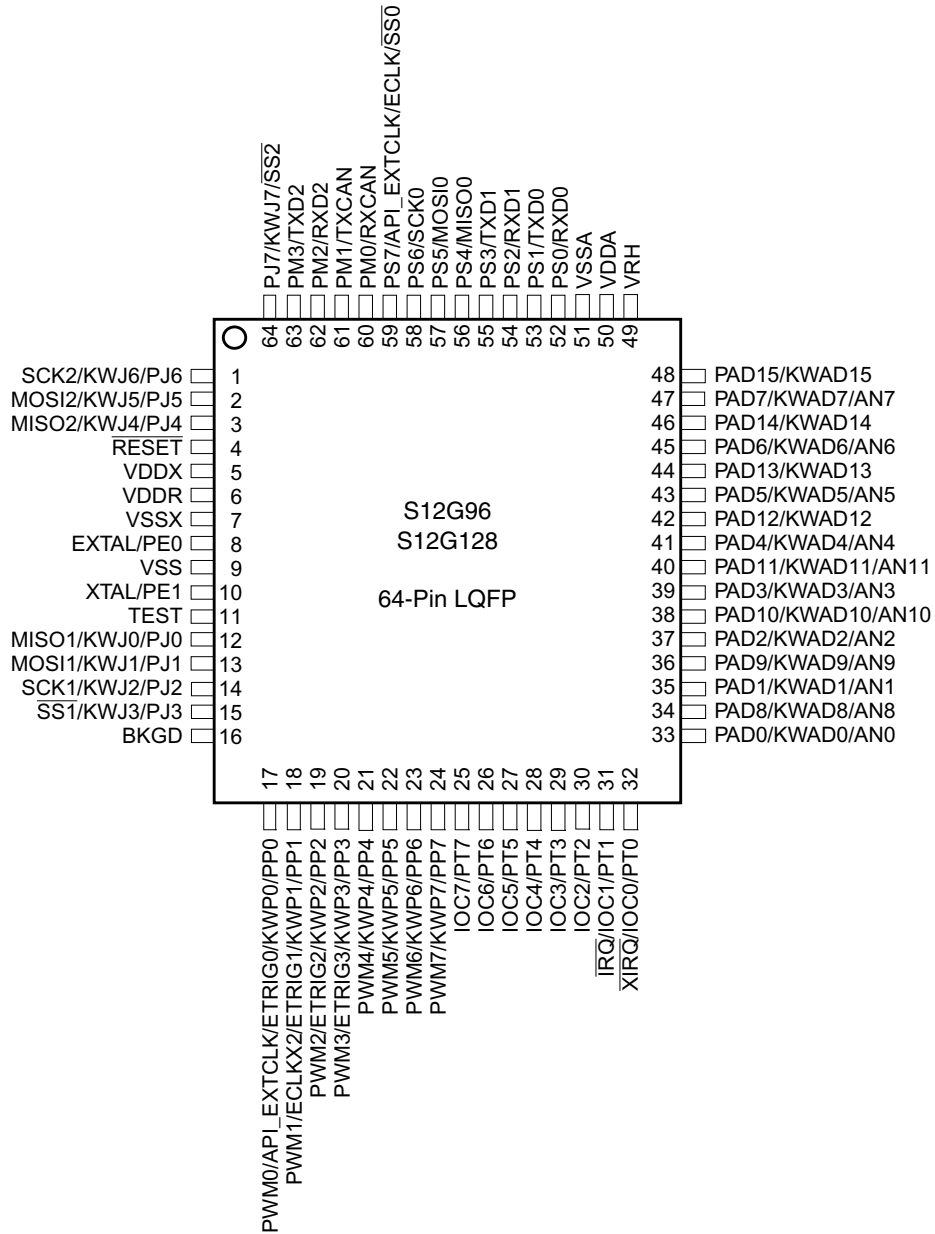 PJ7/KWJ7/SS2
PM3/TXD2
PM2/RXD2
PM1/TXCAN
PM0/RXCAN
PS7/API_EXTCLK/ECLK/SS0
PS6/SCK0
PS5/MOSI0
PS4/MISO0
PS3/TXD1
PS2/RXD1
PS1/TXD0
PS0/RXD0
VSSA
VDDA
VRH
64
63
62
61
60
59
58
57
56
55
54
53
52
51
50
49
SCK2/KWJ6/PJ6 1
MOSI2/KWJ5/PJ5 2
MISO2/KWJ4/PJ4 3
RESET 4
VDDX 5
VDDR 6
VSSX 7
EXTAL/PE0 8
VSS 9
XTAL/PE1 10
TEST 11
MISO1/KWJ0/PJ0 12
MOSI1/KWJ1/PJ1 13
SCK1/KWJ2/PJ2 14
SS1/KWJ3/PJ3 15
BKGD 16
S12G96
S12G128
64-Pin LQFP
48 PAD15/KWAD15
47 PAD7/KWAD7/AN7
46 PAD14/KWAD14
45 PAD6/KWAD6/AN6
44 PAD13/KWAD13
43 PAD5/KWAD5/AN5
42 PAD12/KWAD12
41 PAD4/KWAD4/AN4
40 PAD11/KWAD11/AN11
39 PAD3/KWAD3/AN3
38 PAD10/KWAD10/AN10
37 PAD2/KWAD2/AN2
36 PAD9/KWAD9/AN9
35 PAD1/KWAD1/AN1
34 PAD8/KWAD8/AN8
33 PAD0/KWAD0/AN0
17
18
19
20
21
22
23
24
25
26
27
28
29
30
31
32
PWM0/API_EXTCLK/ETRIG0/KWP0/PP0
PWM1/ECLKX2/ETRIG1/KWP1/PP1
PWM2/ETRIG2/KWP2/PP2
PWM3/ETRIG3/KWP3/PP3
PWM4/KWP4/PP4
PWM5/KWP5/PP5
PWM6/KWP6/PP6
PWM7/KWP7/PP7
IOC7/PT7
IOC6/PT6
IOC5/PT5
IOC4/PT4
IOC3/PT3
IOC2/PT2
IRQ/IOC1/PT1
XIRQ/IOC0/PT0